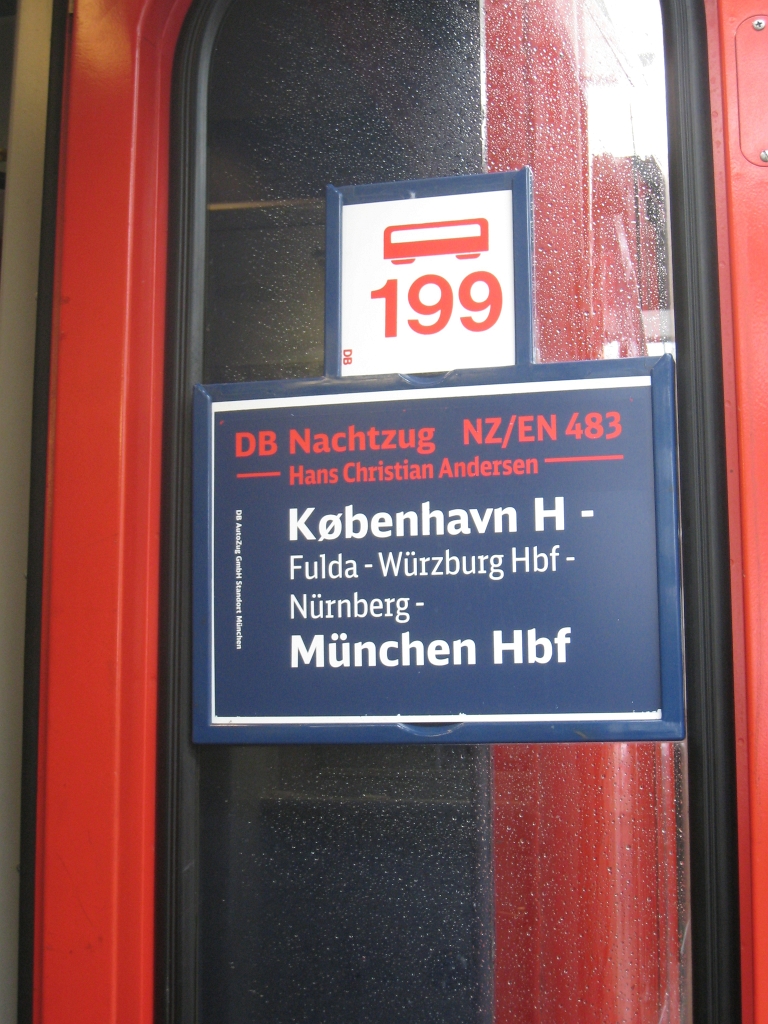 199
DB
DB Nachtzug NZ/EN 483
Hans Christian Andersen
København H -
Fulda - Würzburg Hbf -
Nürnberg -
München Hbf
DB AutoZug GmbH Standort München